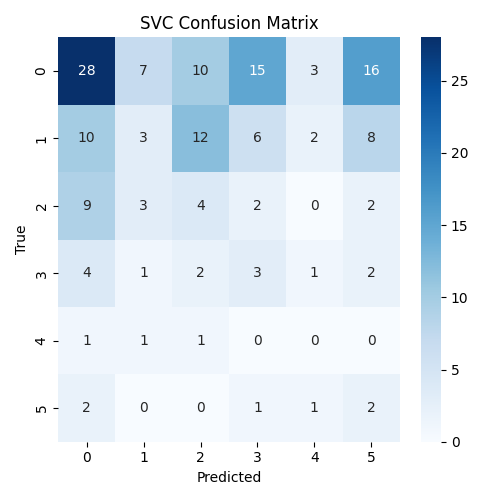 SVC Confusion Matrix
0 28 7 10 15 3 16
1 10 3 12 6 2 8
2 9 3 4 2 0 2
3 4 1 2 3 1 2
4 1 1 1 0 0 0
5 2 0 0 1 1 2
0 1 2 3 4 5
Predicted
True
25
20
15
10
5
0